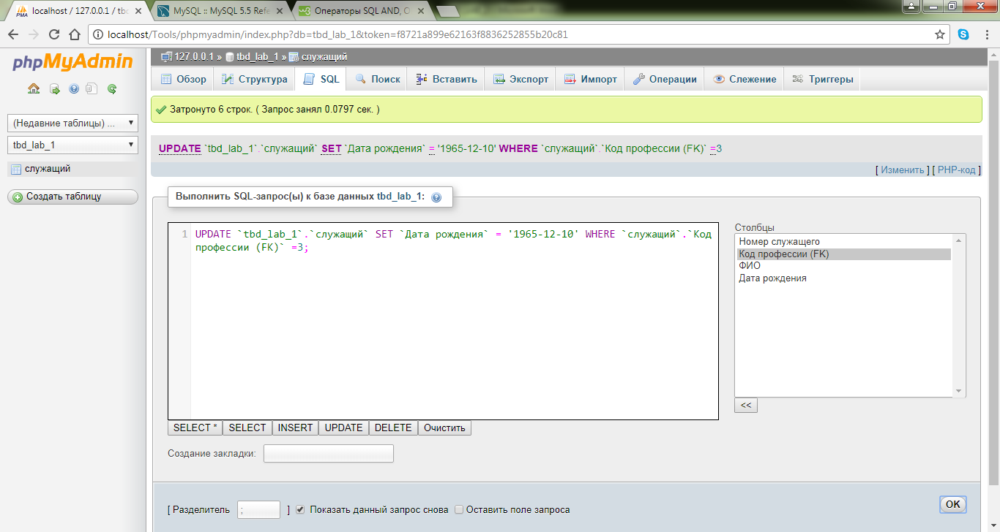 localhost / 127.0.0.1 / tbd
MySQL :: MySQL 5.5 Refe
Операторы SQL AND, O
localhost/Tools/phpmyadmin/index.php?db=tbd_lab_1&token=f8721a899e62163f8836252855b20c81
phpMyAdmin
(Недавние таблицы) ...
tbd_lab_1
служащий
Создать таблицу
127.0.0.1 » tbd_lab_1 » служащий
Обзор Структура SQL Поиск Вставить Экспорт Импорт Операции Слежение Триггеры
Затронуто 6 строк. ( Запрос занял 0.0797 сек. )
UPDATE `tbd_lab_1`.`служащий` SET `Дата рождения` = '1965-12-10' WHERE `служащий`.`Код профессии (FK)` =3
[ Изменить ] [ PHP-код ]
Выполнить SQL-запрос(ы) к базе данных tbd_lab_1:
1 UPDATE `tbd_lab_1`.`служащий` SET `Дата рождения` = '1965-12-10' WHERE `служащий`.`Код
профессии (FK)` =3;
Столбцы
Номер служащего
Код профессии (FK)
ФИО
Дата рождения
<<
SELECT * SELECT INSERT UPDATE DELETE Очистить
Создание закладки:
[ Разделитель ; ] Показать данный запрос снова Оставить поле запроса
OK